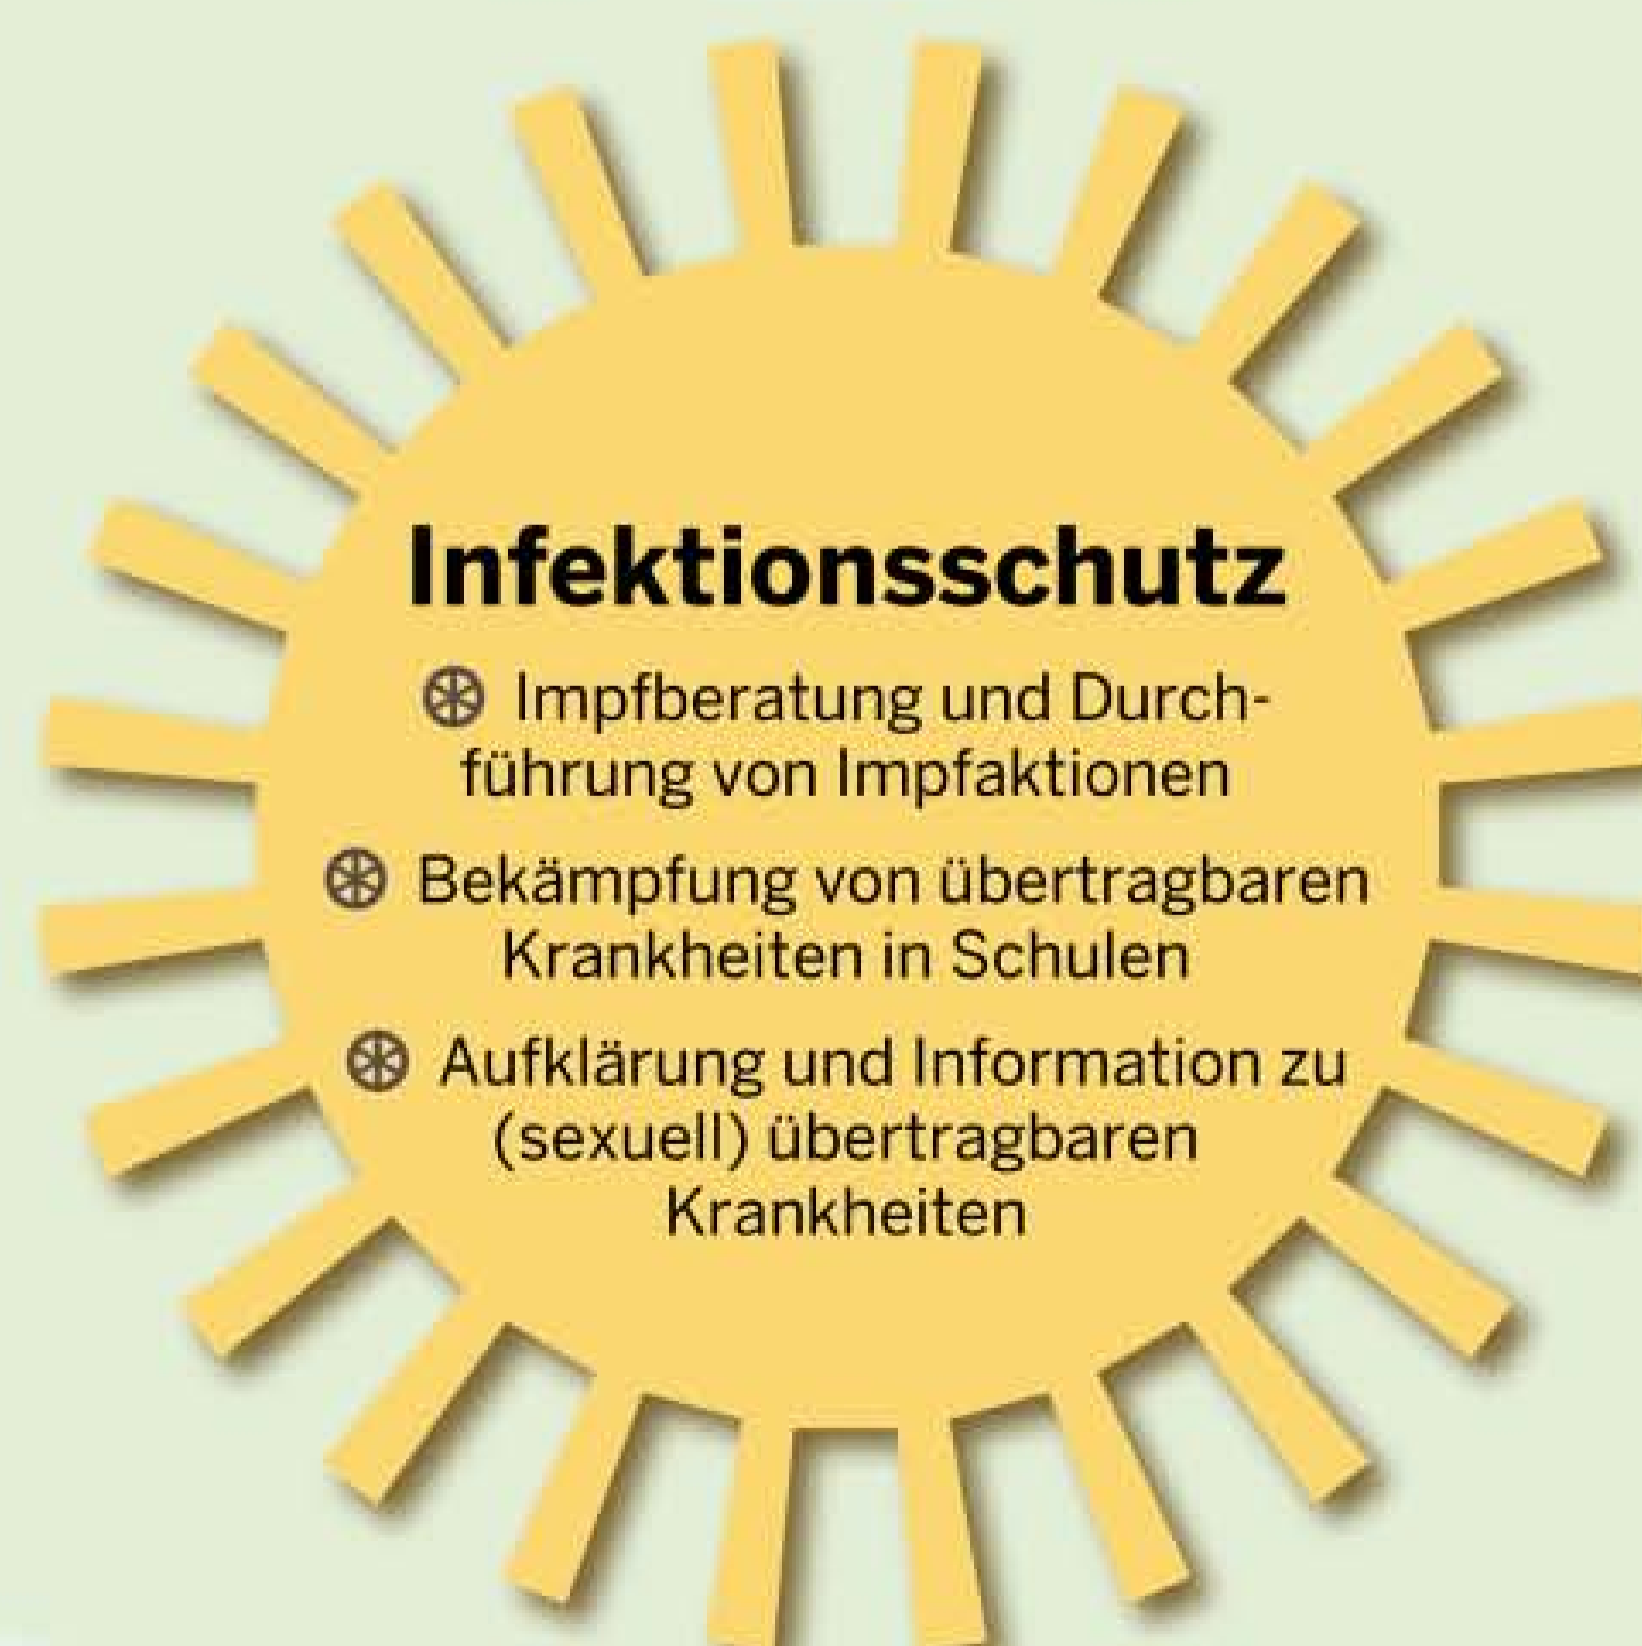 Infektionsschutz
Impfberatung und Durch-
führung von Impfaktionen
Bekämpfung von übertragbaren
Krankheiten in Schulen
Aufklärung und Information zu
(sexuell) übertragbaren
Krankheiten